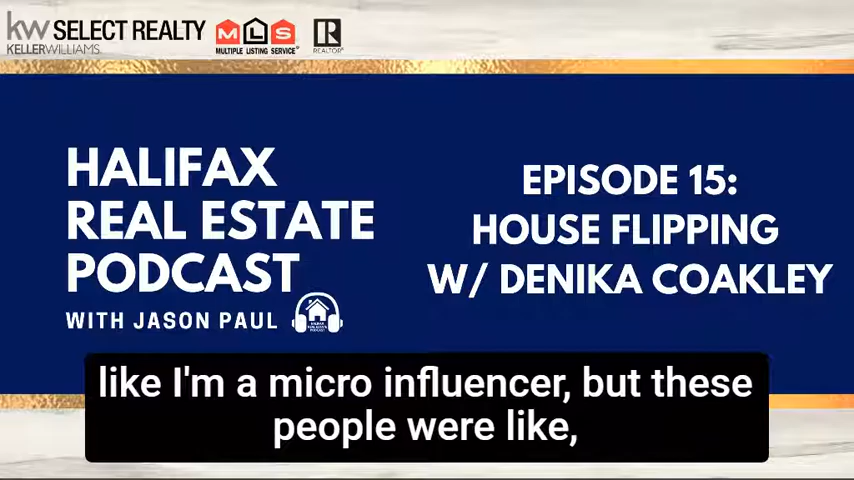 kw SELECT REALTY
KELLERWILLIAMS.
MLS
MULTIPLE LISTING SERVICE®
R
REALTOR®
HALIFAX
REAL ESTATE
PODCAST
WITH JASON PAUL
EPISODE 15:
HOUSE FLIPPING
W/ DENIKA COAKLEY
like I'm a micro influencer, but these
people were like,